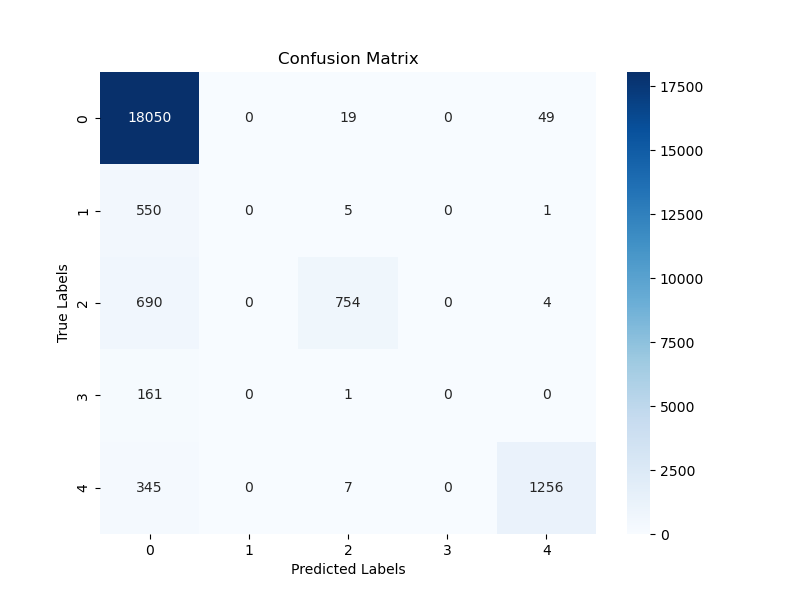 Confusion Matrix
0 18050 0 19 0 49
1 550 0 5 0 1
2 690 0 754 0 4
3 161 0 1 0 0
4 345 0 7 0 1256
0 1 2 3 4
True Labels
Predicted Labels
17500
15000
12500
10000
7500
5000
2500
0